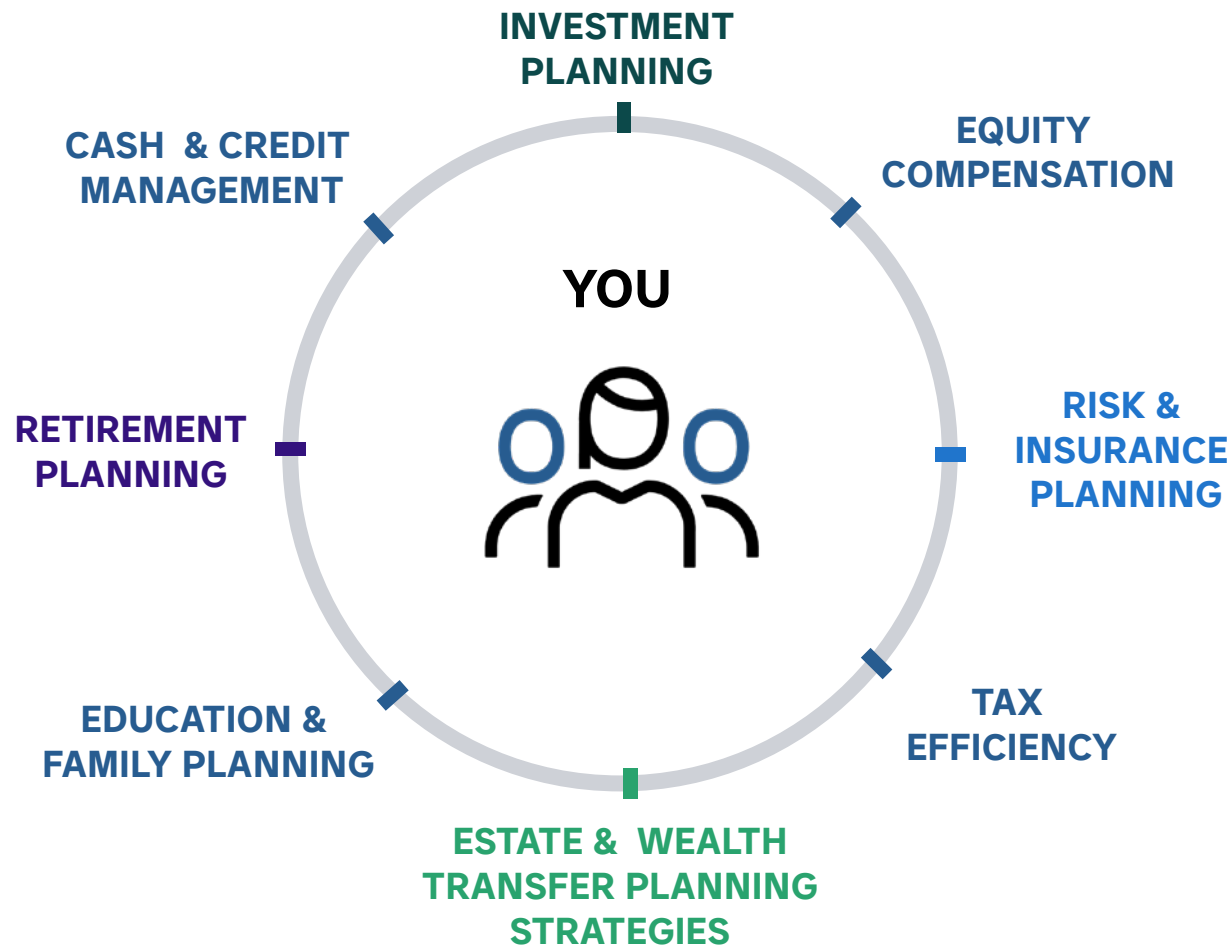 INVESTMENT
PLANNING
EQUITY
COMPENSATION
CASH & CREDIT
MANAGEMENT
YOU
RISK &
INSURANCE
PLANNING
RETIREMENT
PLANNING
TAX
EFFICIENCY
EDUCATION &
FAMILY PLANNING
ESTATE & WEALTH
TRANSFER PLANNING
STRATEGIES